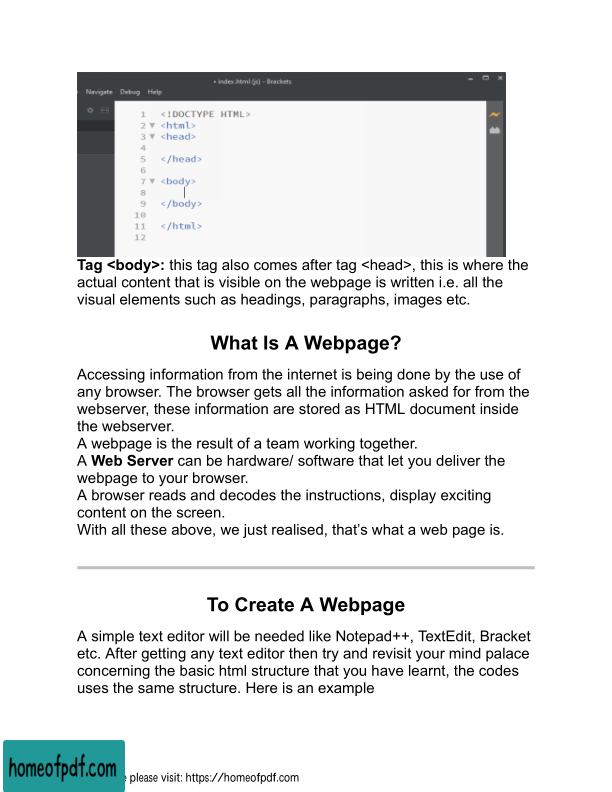 • index.html (js) - Brackets
Navigate Debug Help
1 <!DOCTYPE HTML>
2 ▼ <html>
3 ▼ <head>
4
5 </head>
6
7 ▼ <body>
8
9 </body>
10
11 </html>
12
Tag <body>: this tag also comes after tag <head>, this is where the
actual content that is visible on the webpage is written i.e. all the
visual elements such as headings, paragraphs, images etc.
What Is A Webpage?
Accessing information from the internet is being done by the use of
any browser. The browser gets all the information asked for from the
webserver, these information are stored as HTML document inside
the webserver.
A webpage is the result of a team working together.
A Web Server can be hardware/ software that let you deliver the
webpage to your browser.
A browser reads and decodes the instructions, display exciting
content on the screen.
With all these above, we just realised, that’s what a web page is.
To Create A Webpage
A simple text editor will be needed like Notepad++, TextEdit, Bracket
etc. After getting any text editor then try and revisit your mind palace
concerning the basic html structure that you have learnt, the codes
uses the same structure. Here is an example
homeofpdf.com
please visit: https://homeofpdf.com